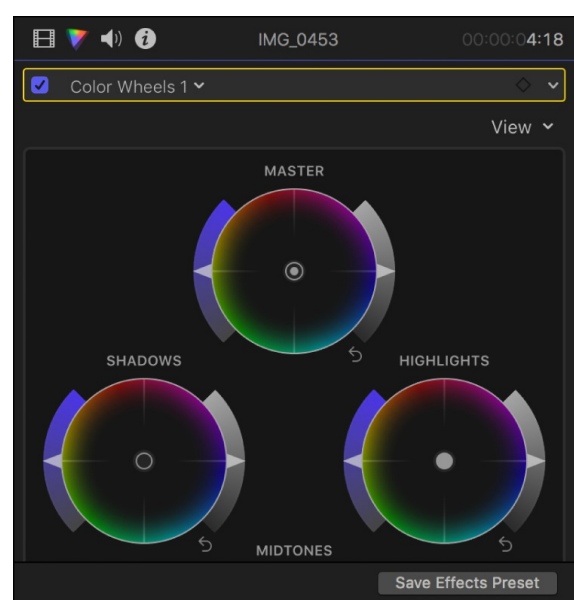 IMG_0453
00:00:04:18
Color Wheels 1
View
MASTER
SHADOWS
HIGHLIGHTS
MIDTONES
Save Effects Preset